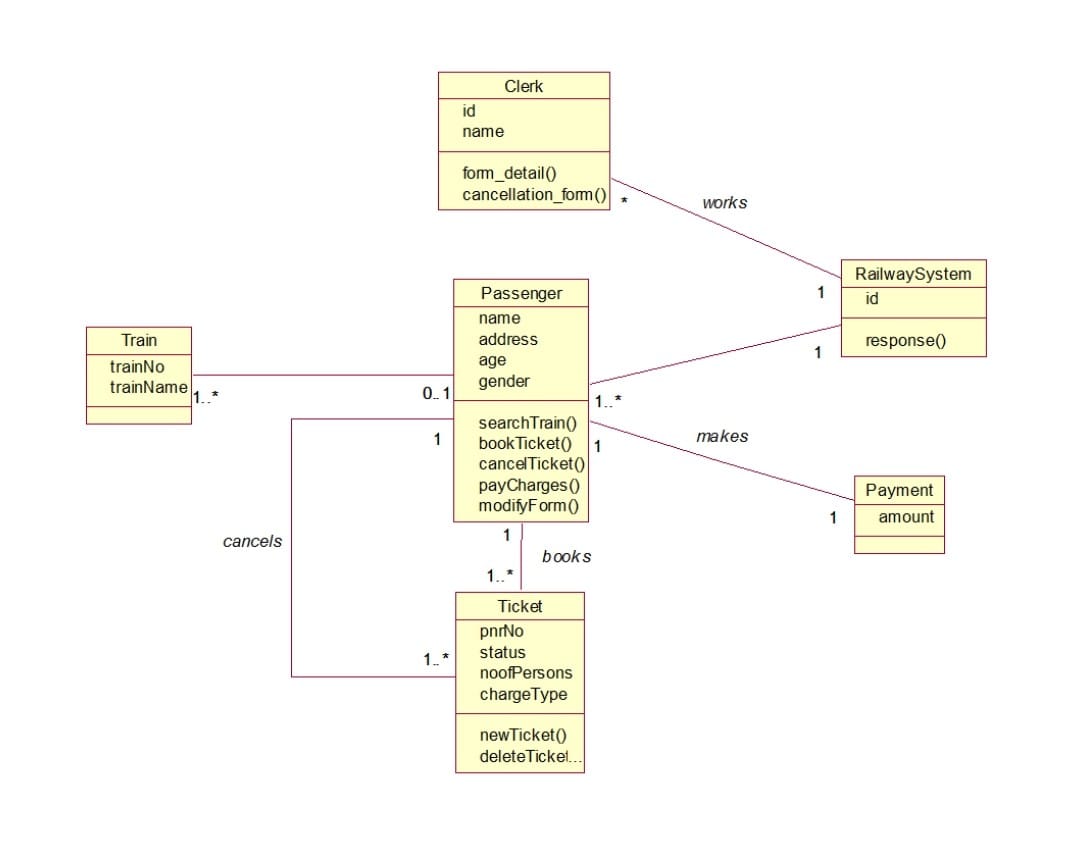 Clerk
id
name
form_detail()
cancellation_form()
*
works
RailwaySystem
id
response()
1
1
Passenger
name
address
age
gender
searchTrain()
bookTicket()
cancelTicket()
payCharges()
modifyForm()
Train
trainNo
trainName
1..*
0..1
1..*
1
1
makes
Payment
amount
1
cancels
1
books
1..*
Ticket
pnrNo
status
noofPersons
chargeType
newTicket()
deleteTicket...
1..*